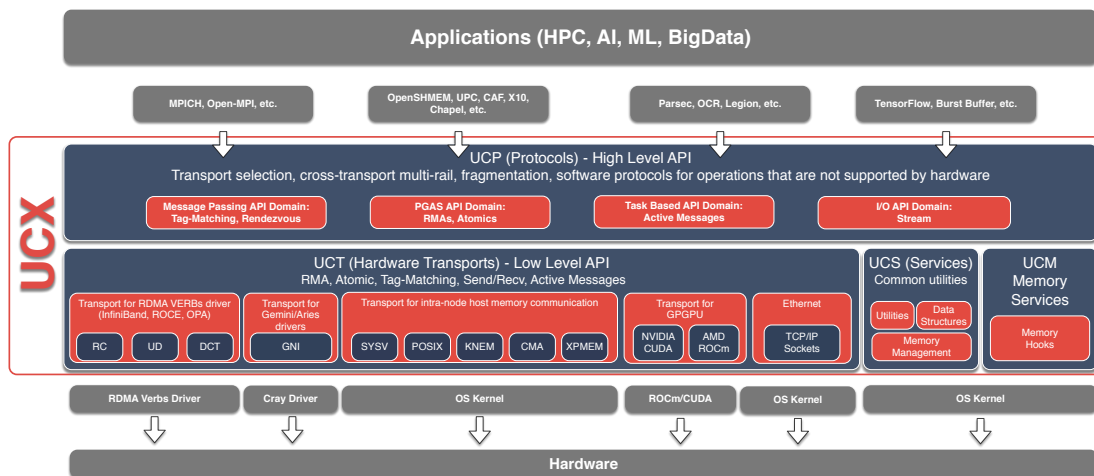 Applications (HPC, AI, ML, BigData)
MPICH, Open-MPI, etc.
OpenSHMEM, UPC, CAF, X10,
Chapel, etc.
Parsec, OCR, Legion, etc.
TensorFlow, Burst Buffer, etc.
UCX
UCP (Protocols) - High Level API
Transport selection, cross-transport multi-rail, fragmentation, software protocols for operations that are not supported by hardware
Message Passing API Domain:
Tag-Matching, Rendezvous
PGAS API Domain:
RMAs, Atomics
Task Based API Domain:
Active Messages
I/O API Domain:
Stream
UCT (Hardware Transports) - Low Level API
RMA, Atomic, Tag-Matching, Send/Recv, Active Messages
Transport for RDMA VERBs driver
(InfiniBand, ROCE, OPA)
RC
UD
DCT
Transport for
Gemini/Aries
drivers
GNI
Transport for intra-node host memory communication
SYSV
POSIX
KNEM
CMA
XPMEM
Transport for
GPGPU
NVIDIA
CUDA
AMD
ROCm
Ethernet
TCP/IP
Sockets
UCS (Services)
Common utilities
Utilities
Data
Structures
Memory
Management
UCM
Memory
Services
Memory
Hooks
RDMA Verbs Driver
Cray Driver
OS Kernel
ROCm/CUDA
OS Kernel
OS Kernel
Hardware